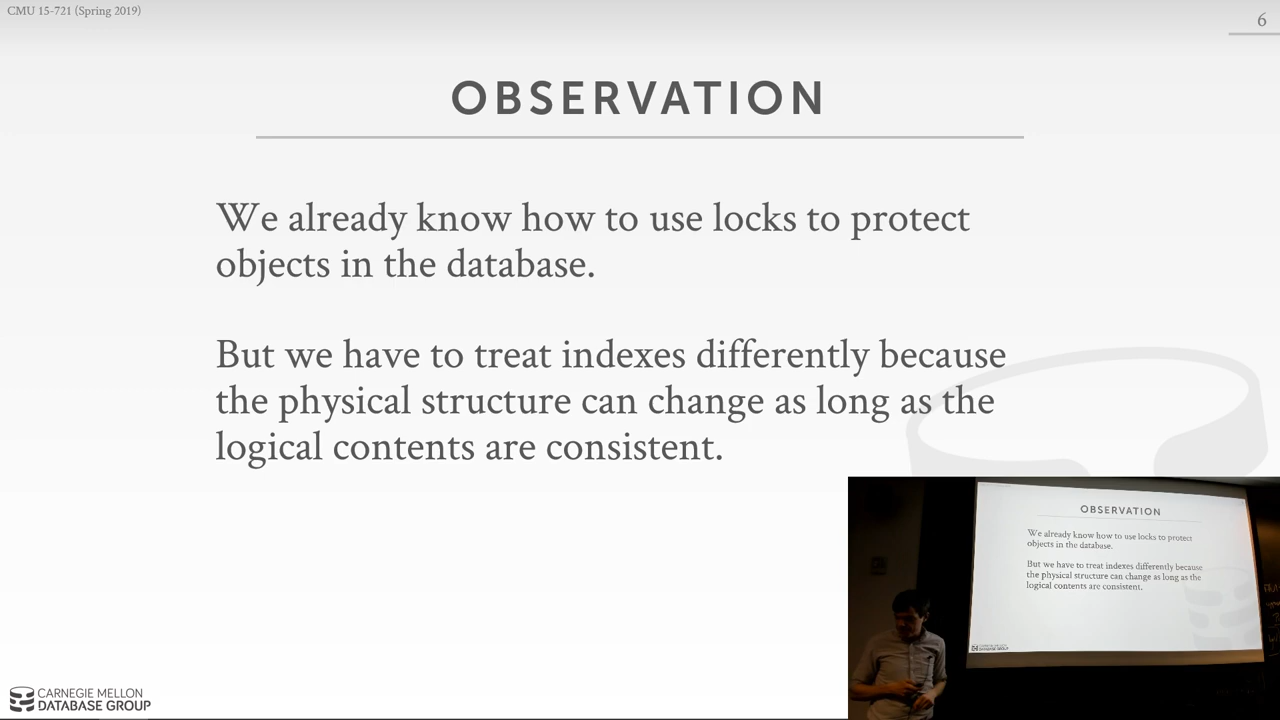 CMU 15-721 (Spring 2019)
6
OBSERVATION
We already know how to use locks to protect
objects in the database.
But we have to treat indexes differently because
the physical structure can change as long as the
logical contents are consistent.
CARNEGIE MELLON
DATABASE GROUP
OBSERVATION
We already know how to use locks to protect
objects in the database.
But we have to treat indexes differently because
the physical structure can change as long as the
logical contents are consistent.
CARNEGIE MELLON
DATABASE GROUP